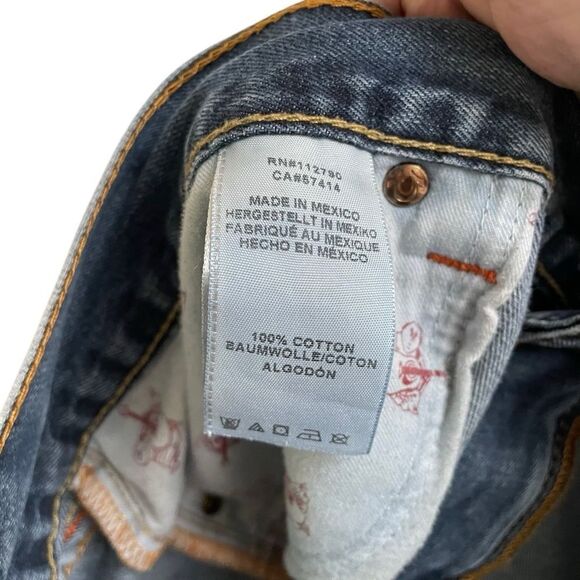 RN#112790
CA#57414
MADE IN MEXICO
HERGESTELLT IN MEXIKO
FABRIQUÉ AU MEXIQUE
HECHO EN MÉXICO
100% COTTON
BAUMWOLLE/COTON
ALGODÓN